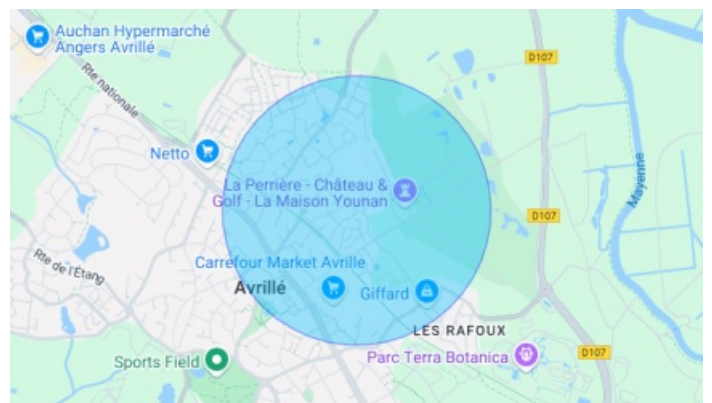 Auchan Hypermarché
Angers Avrillé
D107
Rte nationale
Netto
Mayenne
La Perrière - Château &
Golf - La Maison Younan
D107
Rte de l'Étang
Carrefour Market Avrille
Avrillé
Giffard
LES RAFOUX
Parc Terra Botanica
D107
Sports Field